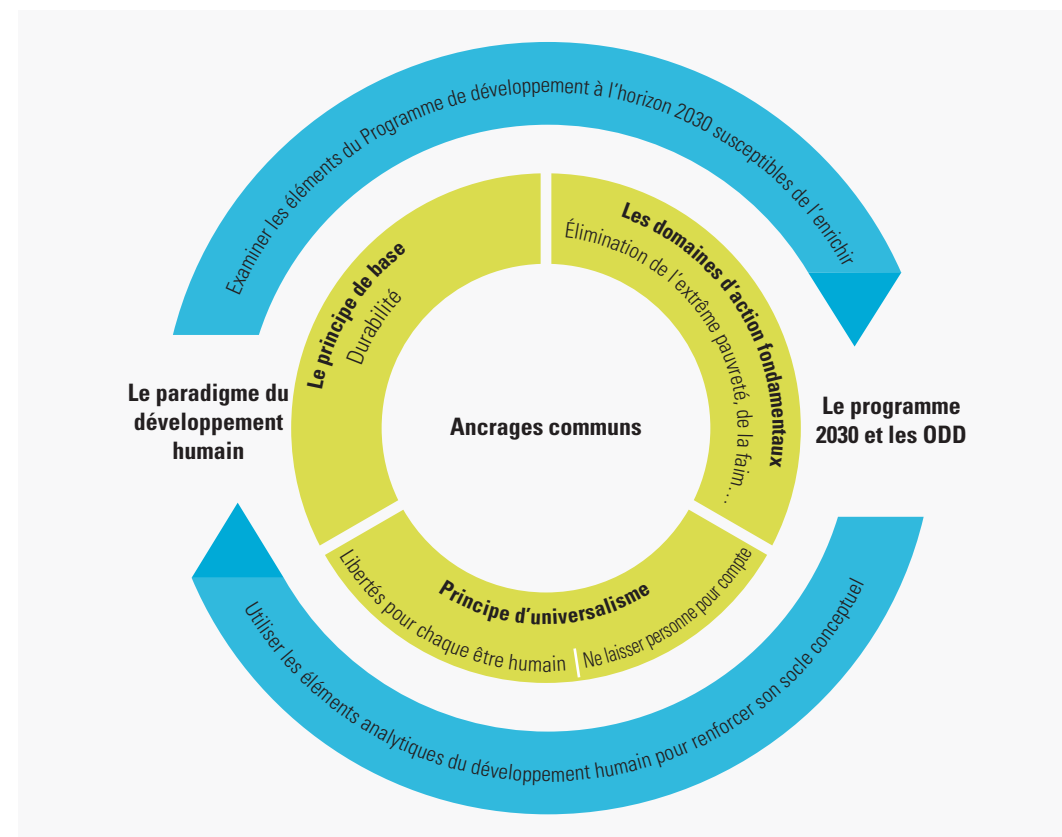 Examiner les éléments du Programme de développement à l’horizon 2030 susceptibles de l’enrichir
Le principe de base
Durabilité
Les domaines d’action fondamentaux
Élimination de l’extrême pauvreté, de la faim…
Le paradigme du
développement
humain
Ancrages communs
Le programme
2030 et les ODD
Principe d’universalisme
Libertés pour chaque être humain
Ne laisser personne pour compte
Utiliser les éléments analytiques du développement humain pour renforcer son socle conceptuel